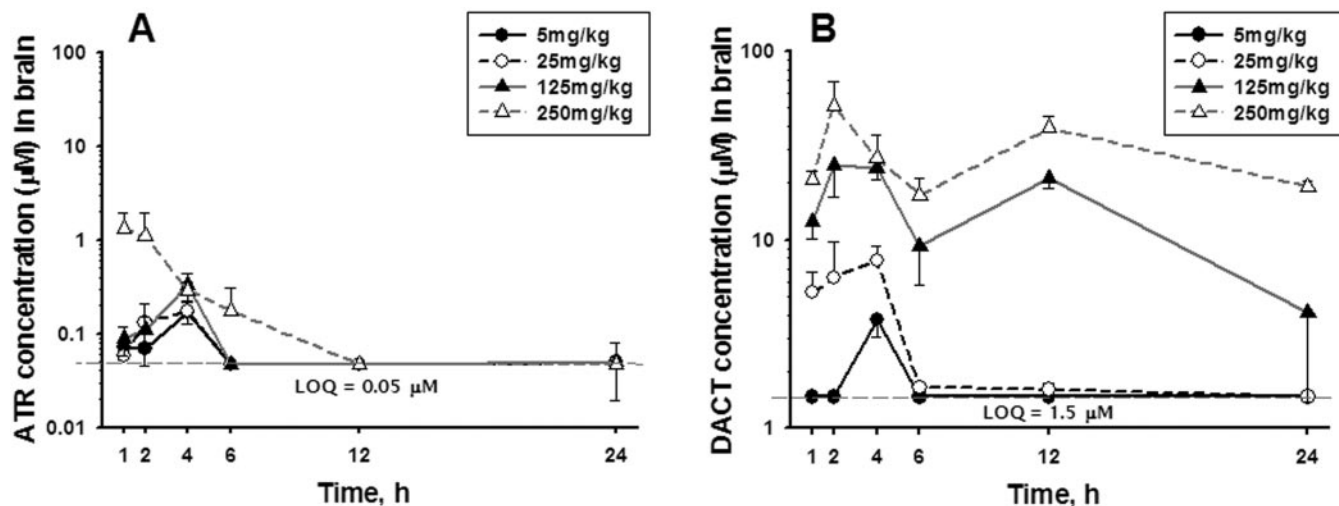 A
5mg/kg
25mg/kg
125mg/kg
250mg/kg
ATR concentration (μM) in brain
100
10
1
0.1
0.01
LOQ = 0.05 μM
1 2 4 6 12 24
Time, h
B
5mg/kg
25mg/kg
125mg/kg
250mg/kg
DACT concentration (μM) in brain
100
10
1
LOQ = 1.5 μM
1 2 4 6 12 24
Time, h